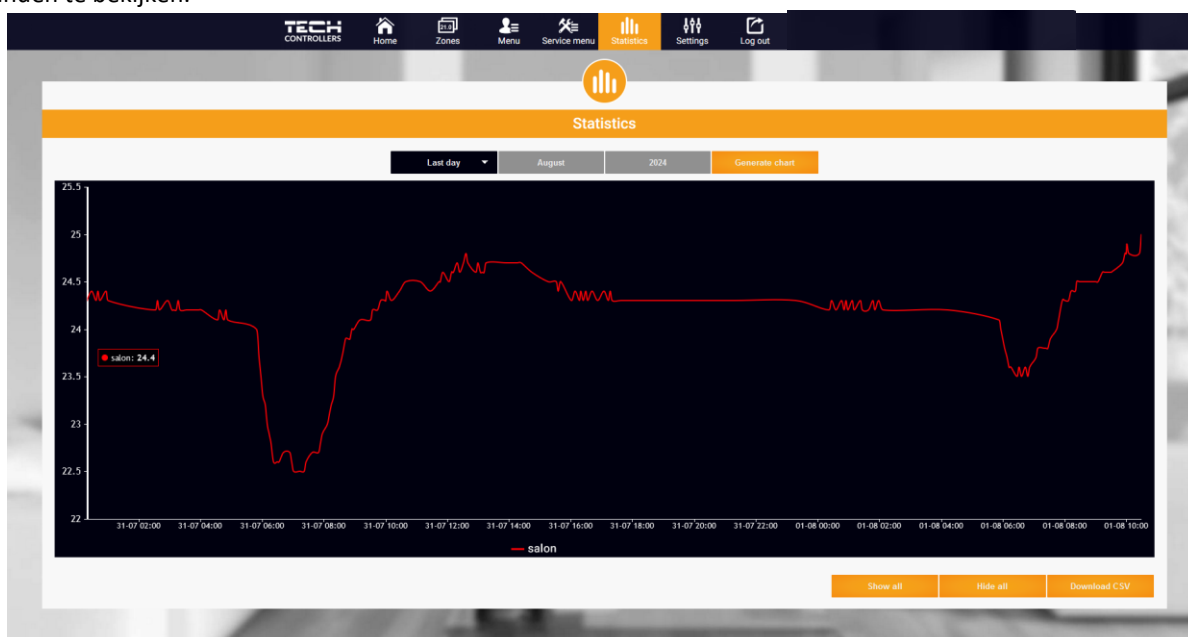 te bekijken.
TECH
CONTROLLERS
Home
21.0
Zones
Menu
Service menu
Statistics
Settings
Log out
Statistics
Last day
August
2024
Generate chart
25.5
25
24.5
24
23.5
23
22.5
22
salon: 24.4
31-07 02:00 31-07 04:00 31-07 06:00 31-07 08:00 31-07 10:00 31-07 12:00 31-07 14:00 31-07 16:00 31-07 18:00 31-07 20:00 31-07 22:00 01-08 00:00 01-08 02:00 01-08 04:00 01-08 06:00 01-08 08:00 01-08 10:00
salon
Show all
Hide all
Download CSV